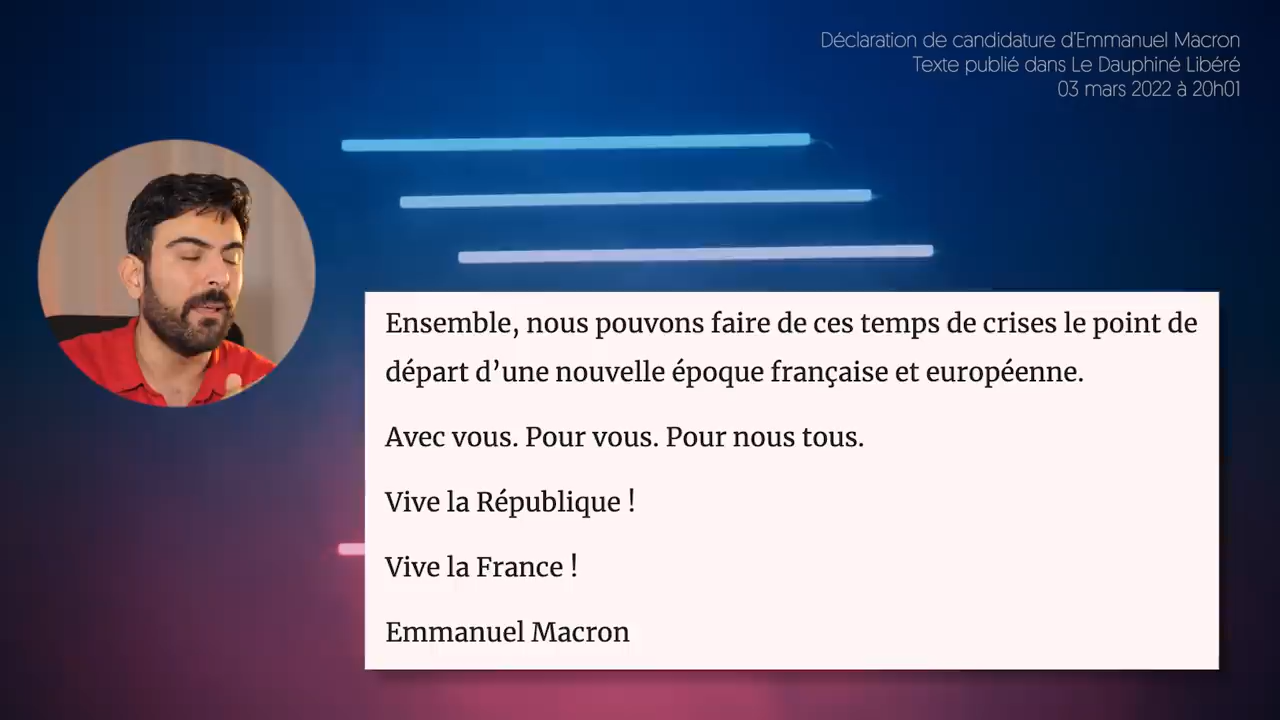 Déclaration de candidature d'Emmanuel Macron
Texte publié dans Le Dauphiné Libéré
03 mars 2022 à 20h01
Ensemble, nous pouvons faire de ces temps de crises le point de
départ d’une nouvelle époque française et européenne.
Avec vous. Pour vous. Pour nous tous.
Vive la République !
Vive la France !
Emmanuel Macron